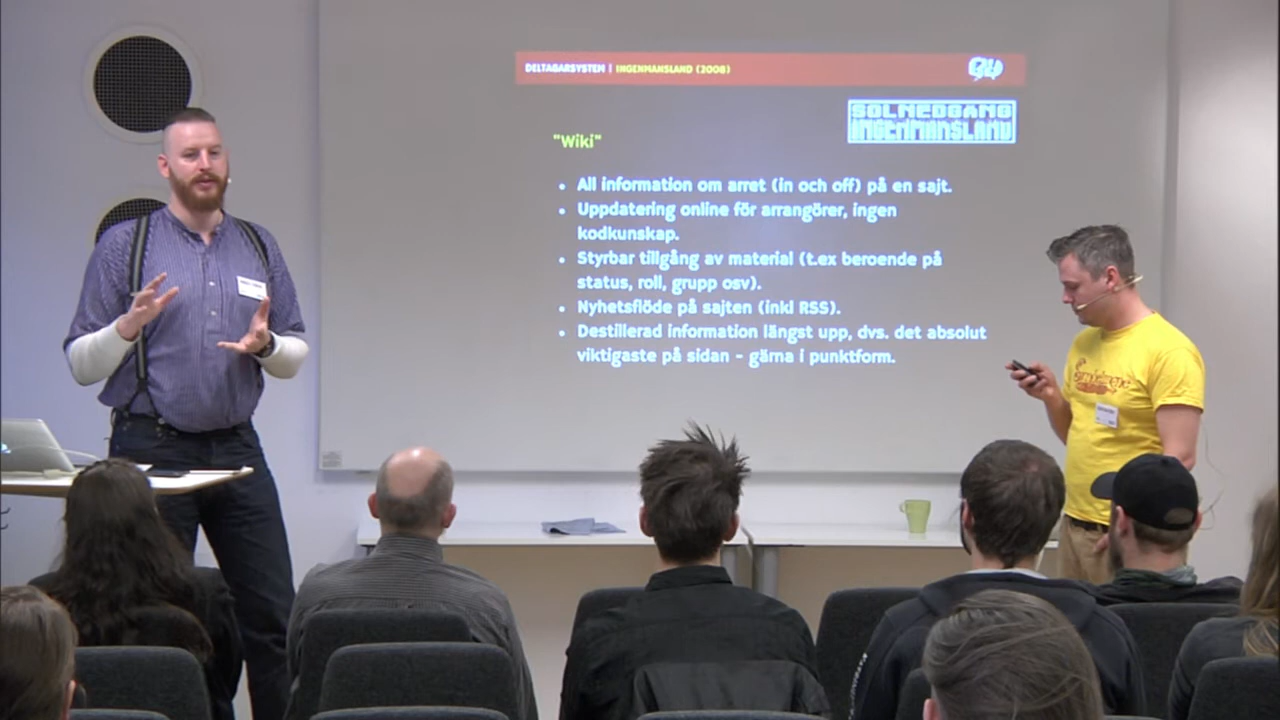 DELTAGARSYSTEM | INGENMANSLAND (2008)
SOLNEDGANG
INGENMANSLAND
"Wiki"
• All information om arret (in och off) på en sajt.
• Uppdatering online för arrangörer, ingen
kodkunskap.
• Styrbar tillgång av material (t.ex beroende på
status, roll, grupp osv).
• Nyhetsflöde på sajten (inkl RSS).
• Destillerad information längst upp, dvs. det absolut
viktigaste på sidan - gärna i punktform.